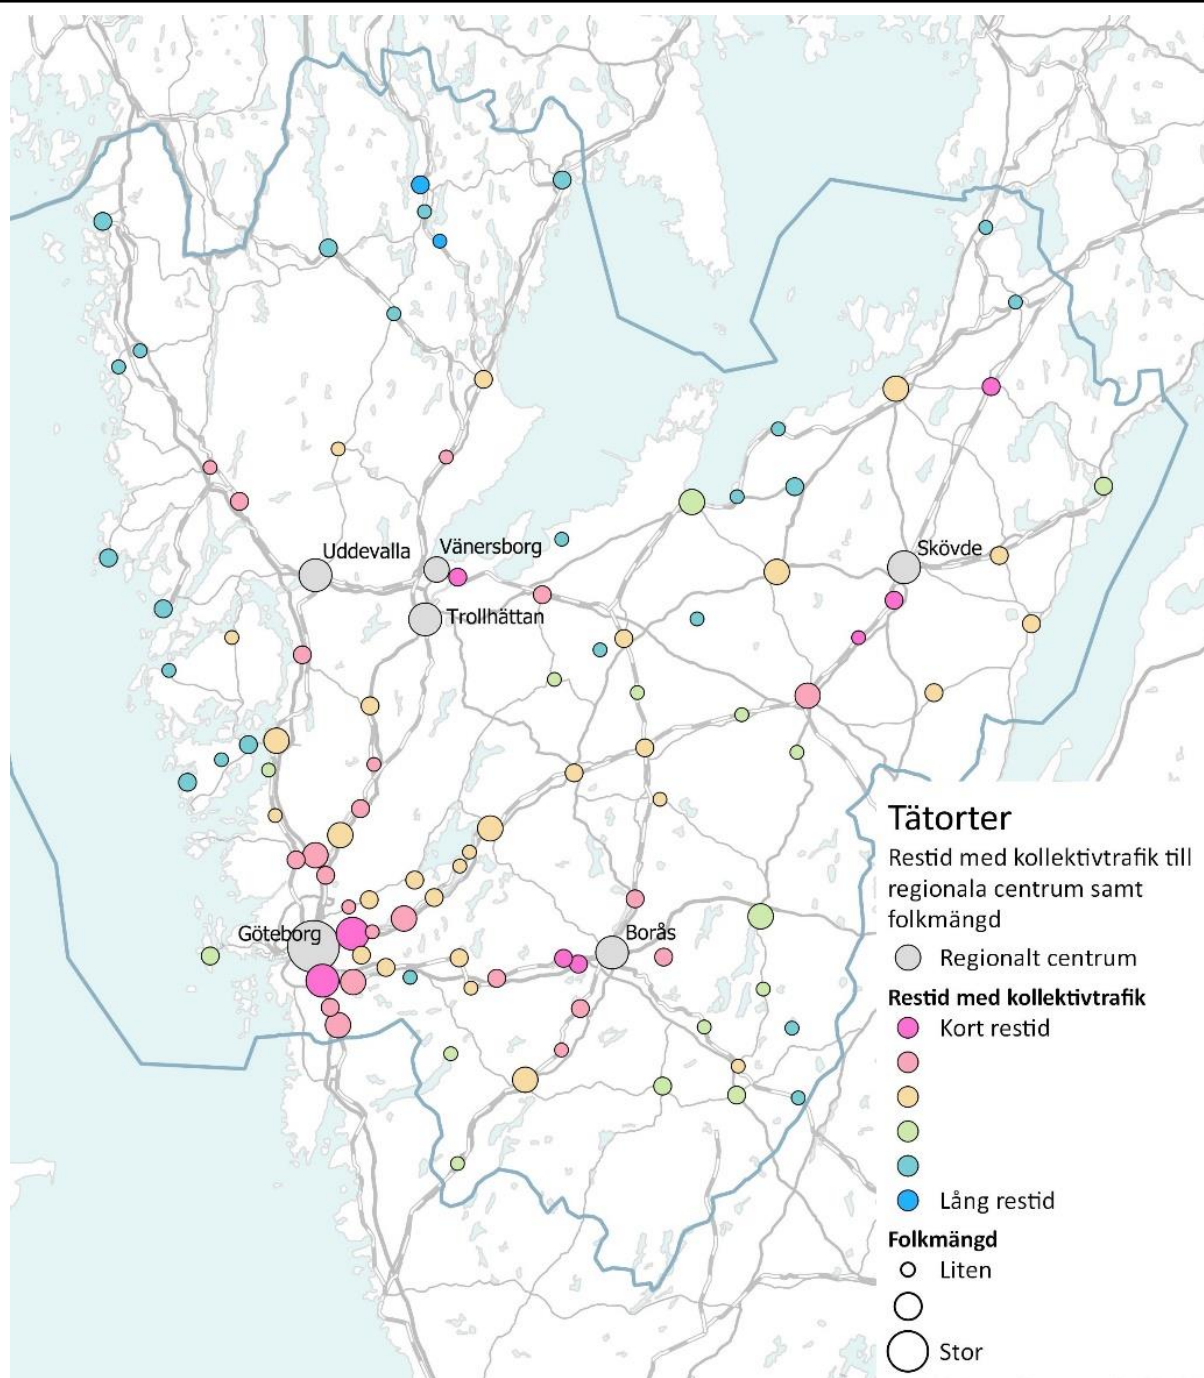 Uddevalla
Vänersborg
Trollhättan
Skövde
Göteborg
Borås
Tätorter
Restid med kollektivtrafik till
regionala centrum samt
folkmängd
Regionalt centrum
Restid med kollektivtrafik
Kort restid
Lång restid
Folkmängd
Liten
Stor